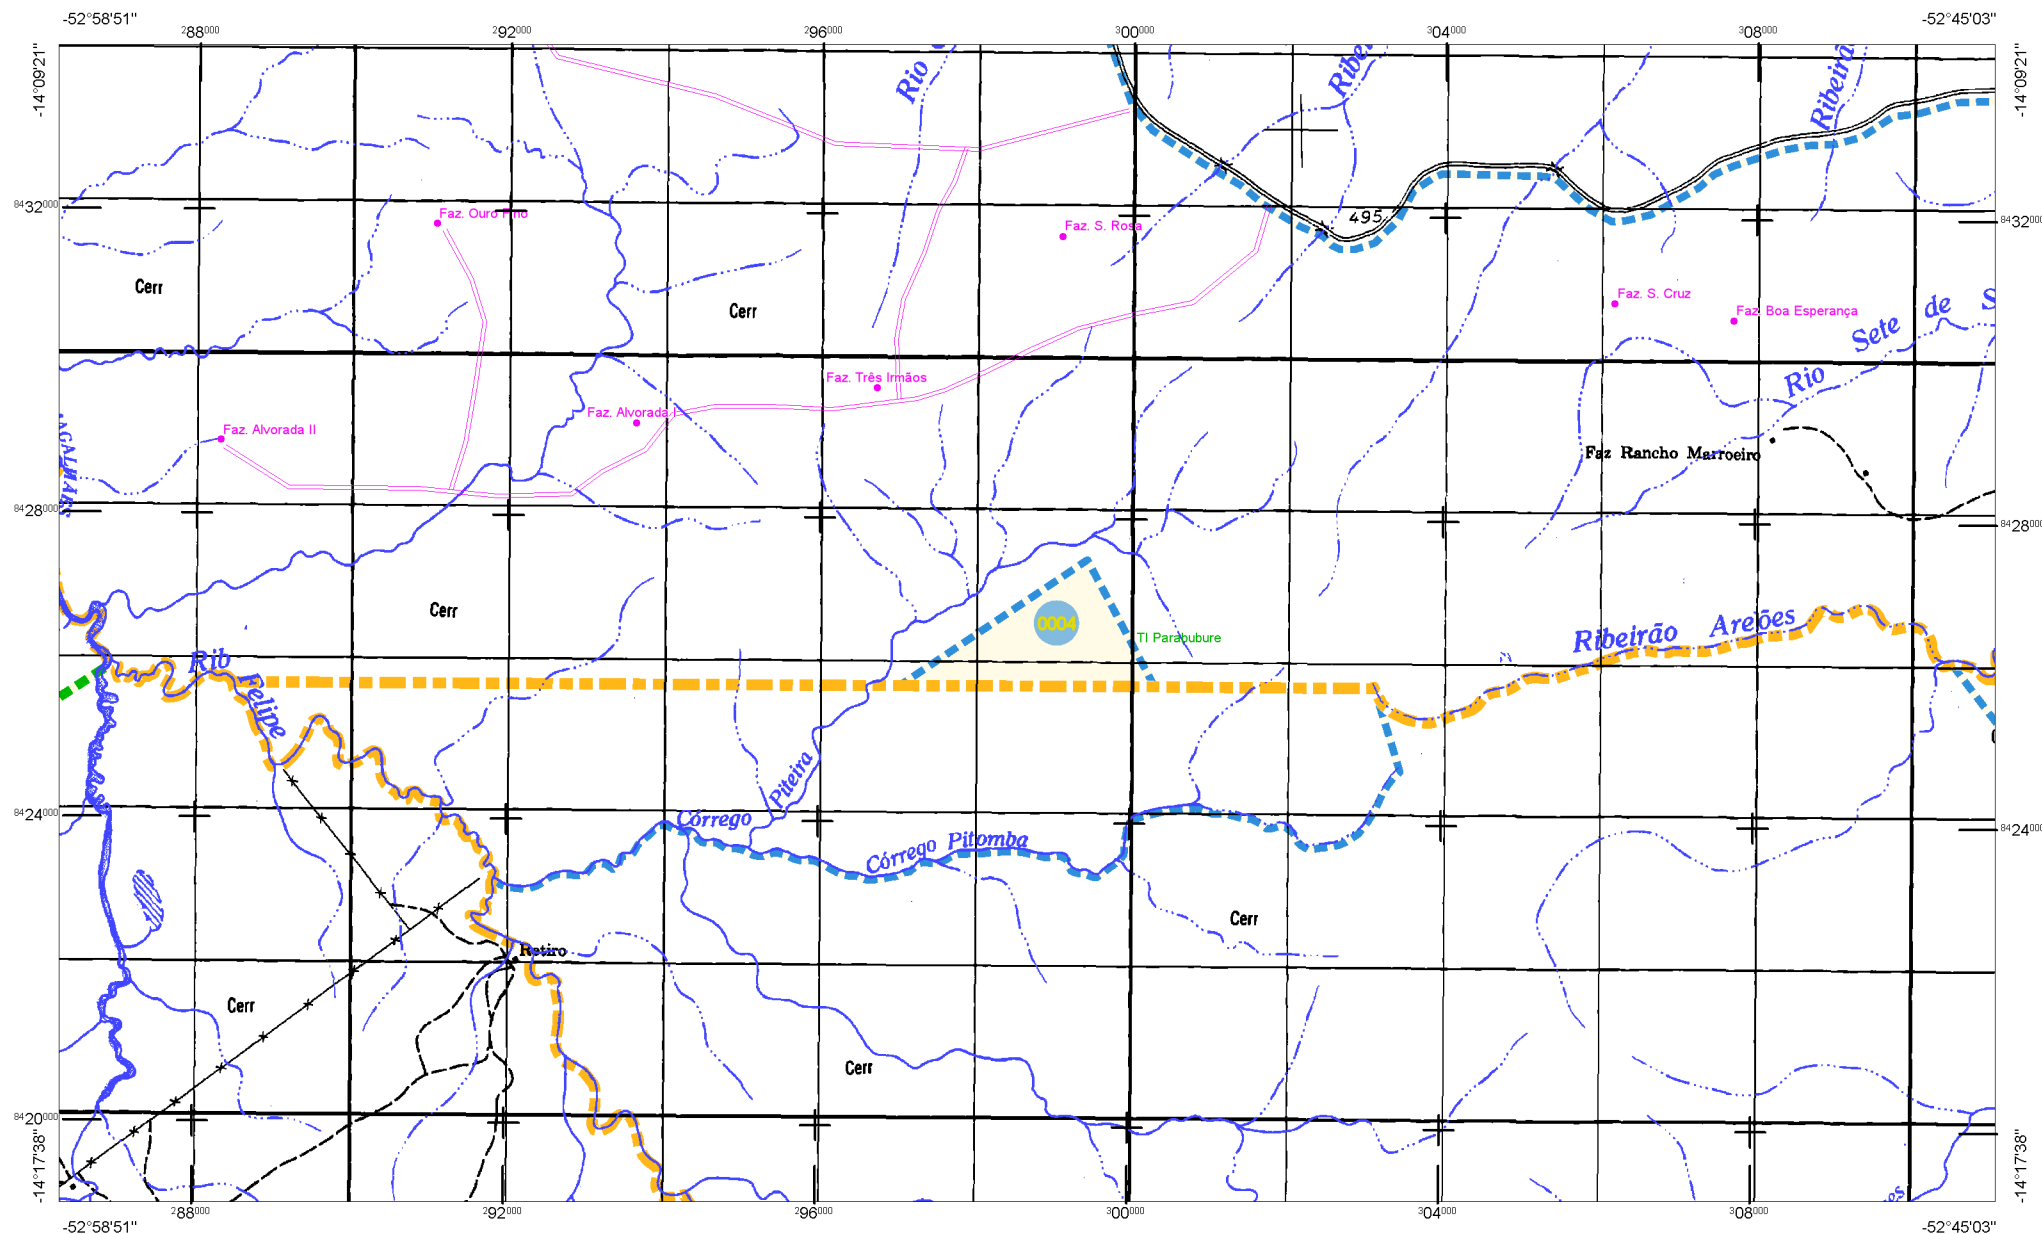 -52°58'51"
-52°45'03"
288000
292000
296000
300000
304000
308000
-14°09'21"
-14°09'21"
Rio
Ribei
Ribeirã
8432000
8432000
Faz. Ouro Fino
Faz. S. Rosa
495
Cerr
Cerr
Faz. S. Cruz
Faz. Boa Esperança
Sete de S
Rio
Faz. Três Irmãos
Faz. Alvorada I
Faz. Alvorada II
Faz Rancho Marroeiro
8428000
8428000
Cerr
0004
TI Parabubure
Ribeirão Areões
Rib
Felipe
Piteira
Córrego
8424000
8424000
Córrego Pitomba
Cerr
Retiro
Cerr
Cerr
8420000
8420000
-14°17'38"
-14°17'38"
288000
292000
296000
300000
304000
308000
-52°58'51"
-52°45'03"